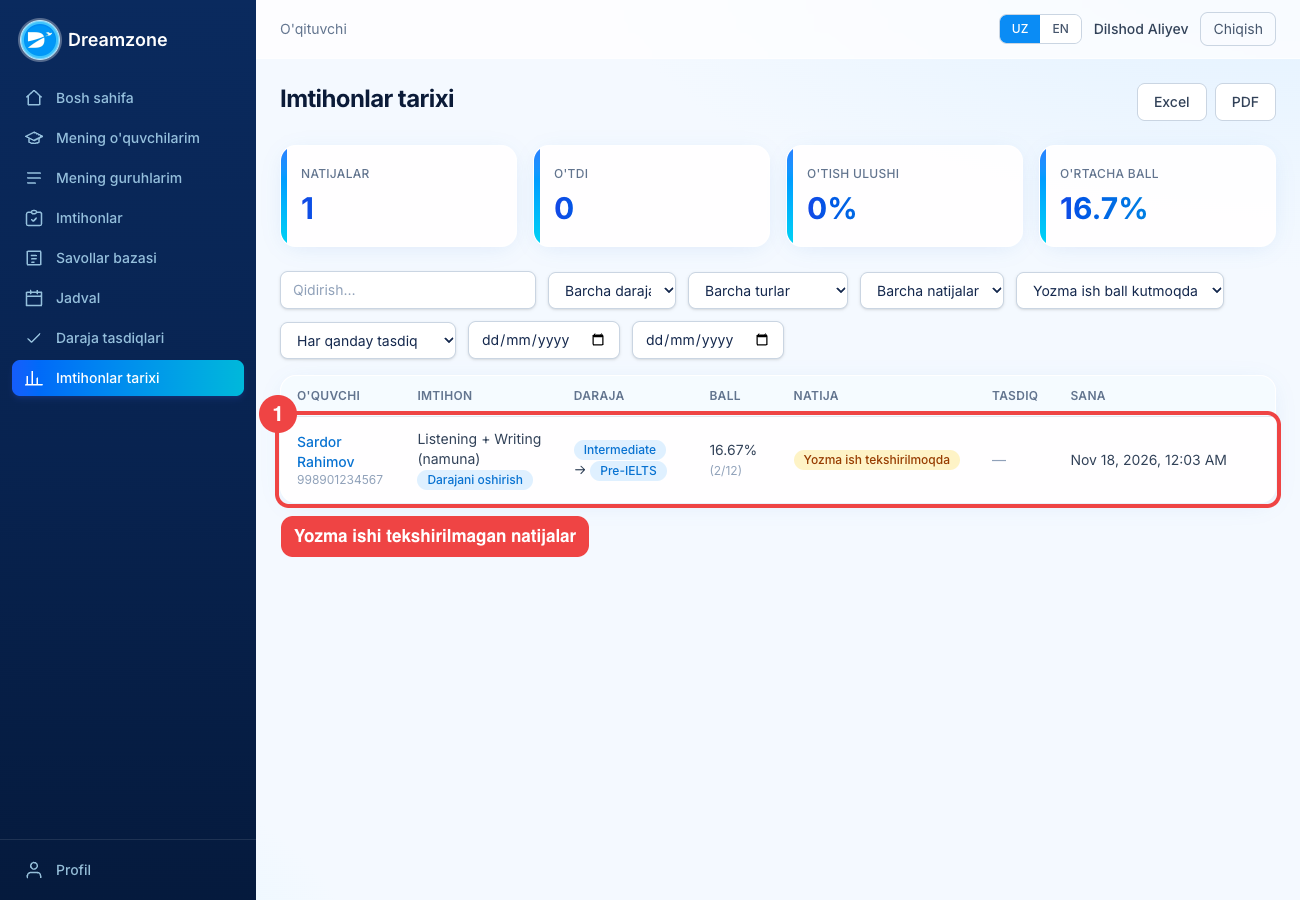 Dreamzone
Bosh sahifa
Mening o'quvchilarim
Mening guruhlarim
Imtihonlar
Savollar bazasi
Jadval
Daraja tasdiqlari
Imtihonlar tarixi
Profil
O'qituvchi
UZ EN Dilshod Aliyev Chiqish
Imtihonlar tarixi
Excel PDF
NATIJALAR
1
O'TDI
0
O'TISH ULUSHI
0%
O'RTACHA BALL
16.7%
Qidirish... Barcha daraja Barcha turlar Barcha natijalar Yozma ish ball kutmoqda
Har qanday tasdiq dd/mm/yyyy dd/mm/yyyy
O'QUVCHI IMTIHON DARAJA BALL NATIJA TASDIQ SANA
1
Sardor
Rahimov
998901234567
Listening + Writing
(namuna)
Darajani oshirish
Intermediate
→ Pre-IELTS
16.67%
(2/12)
Yozma ish tekshirilmoqda
—
Nov 18, 2026, 12:03 AM
Yozma ishi tekshirilmagan natijalar